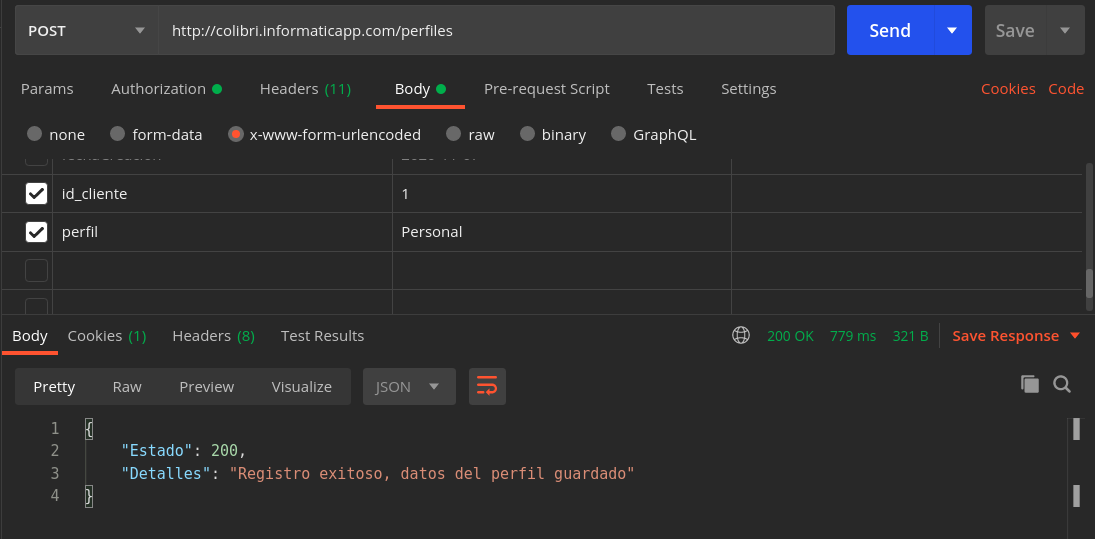 POST http://colibri.informaticapp.com/perfiles Send Save
Params Authorization Headers (11) Body Pre-request Script Tests Settings Cookies Code
none form-data x-www-form-urlencoded raw binary GraphQL
id_cliente 1
perfil Personal
Body Cookies (1) Headers (8) Test Results 200 OK 779 ms 321 B Save Response
Pretty Raw Preview Visualize JSON
1 {
2 "Estado": 200,
3 "Detalles": "Registro exitoso, datos del perfil guardado"
4 }